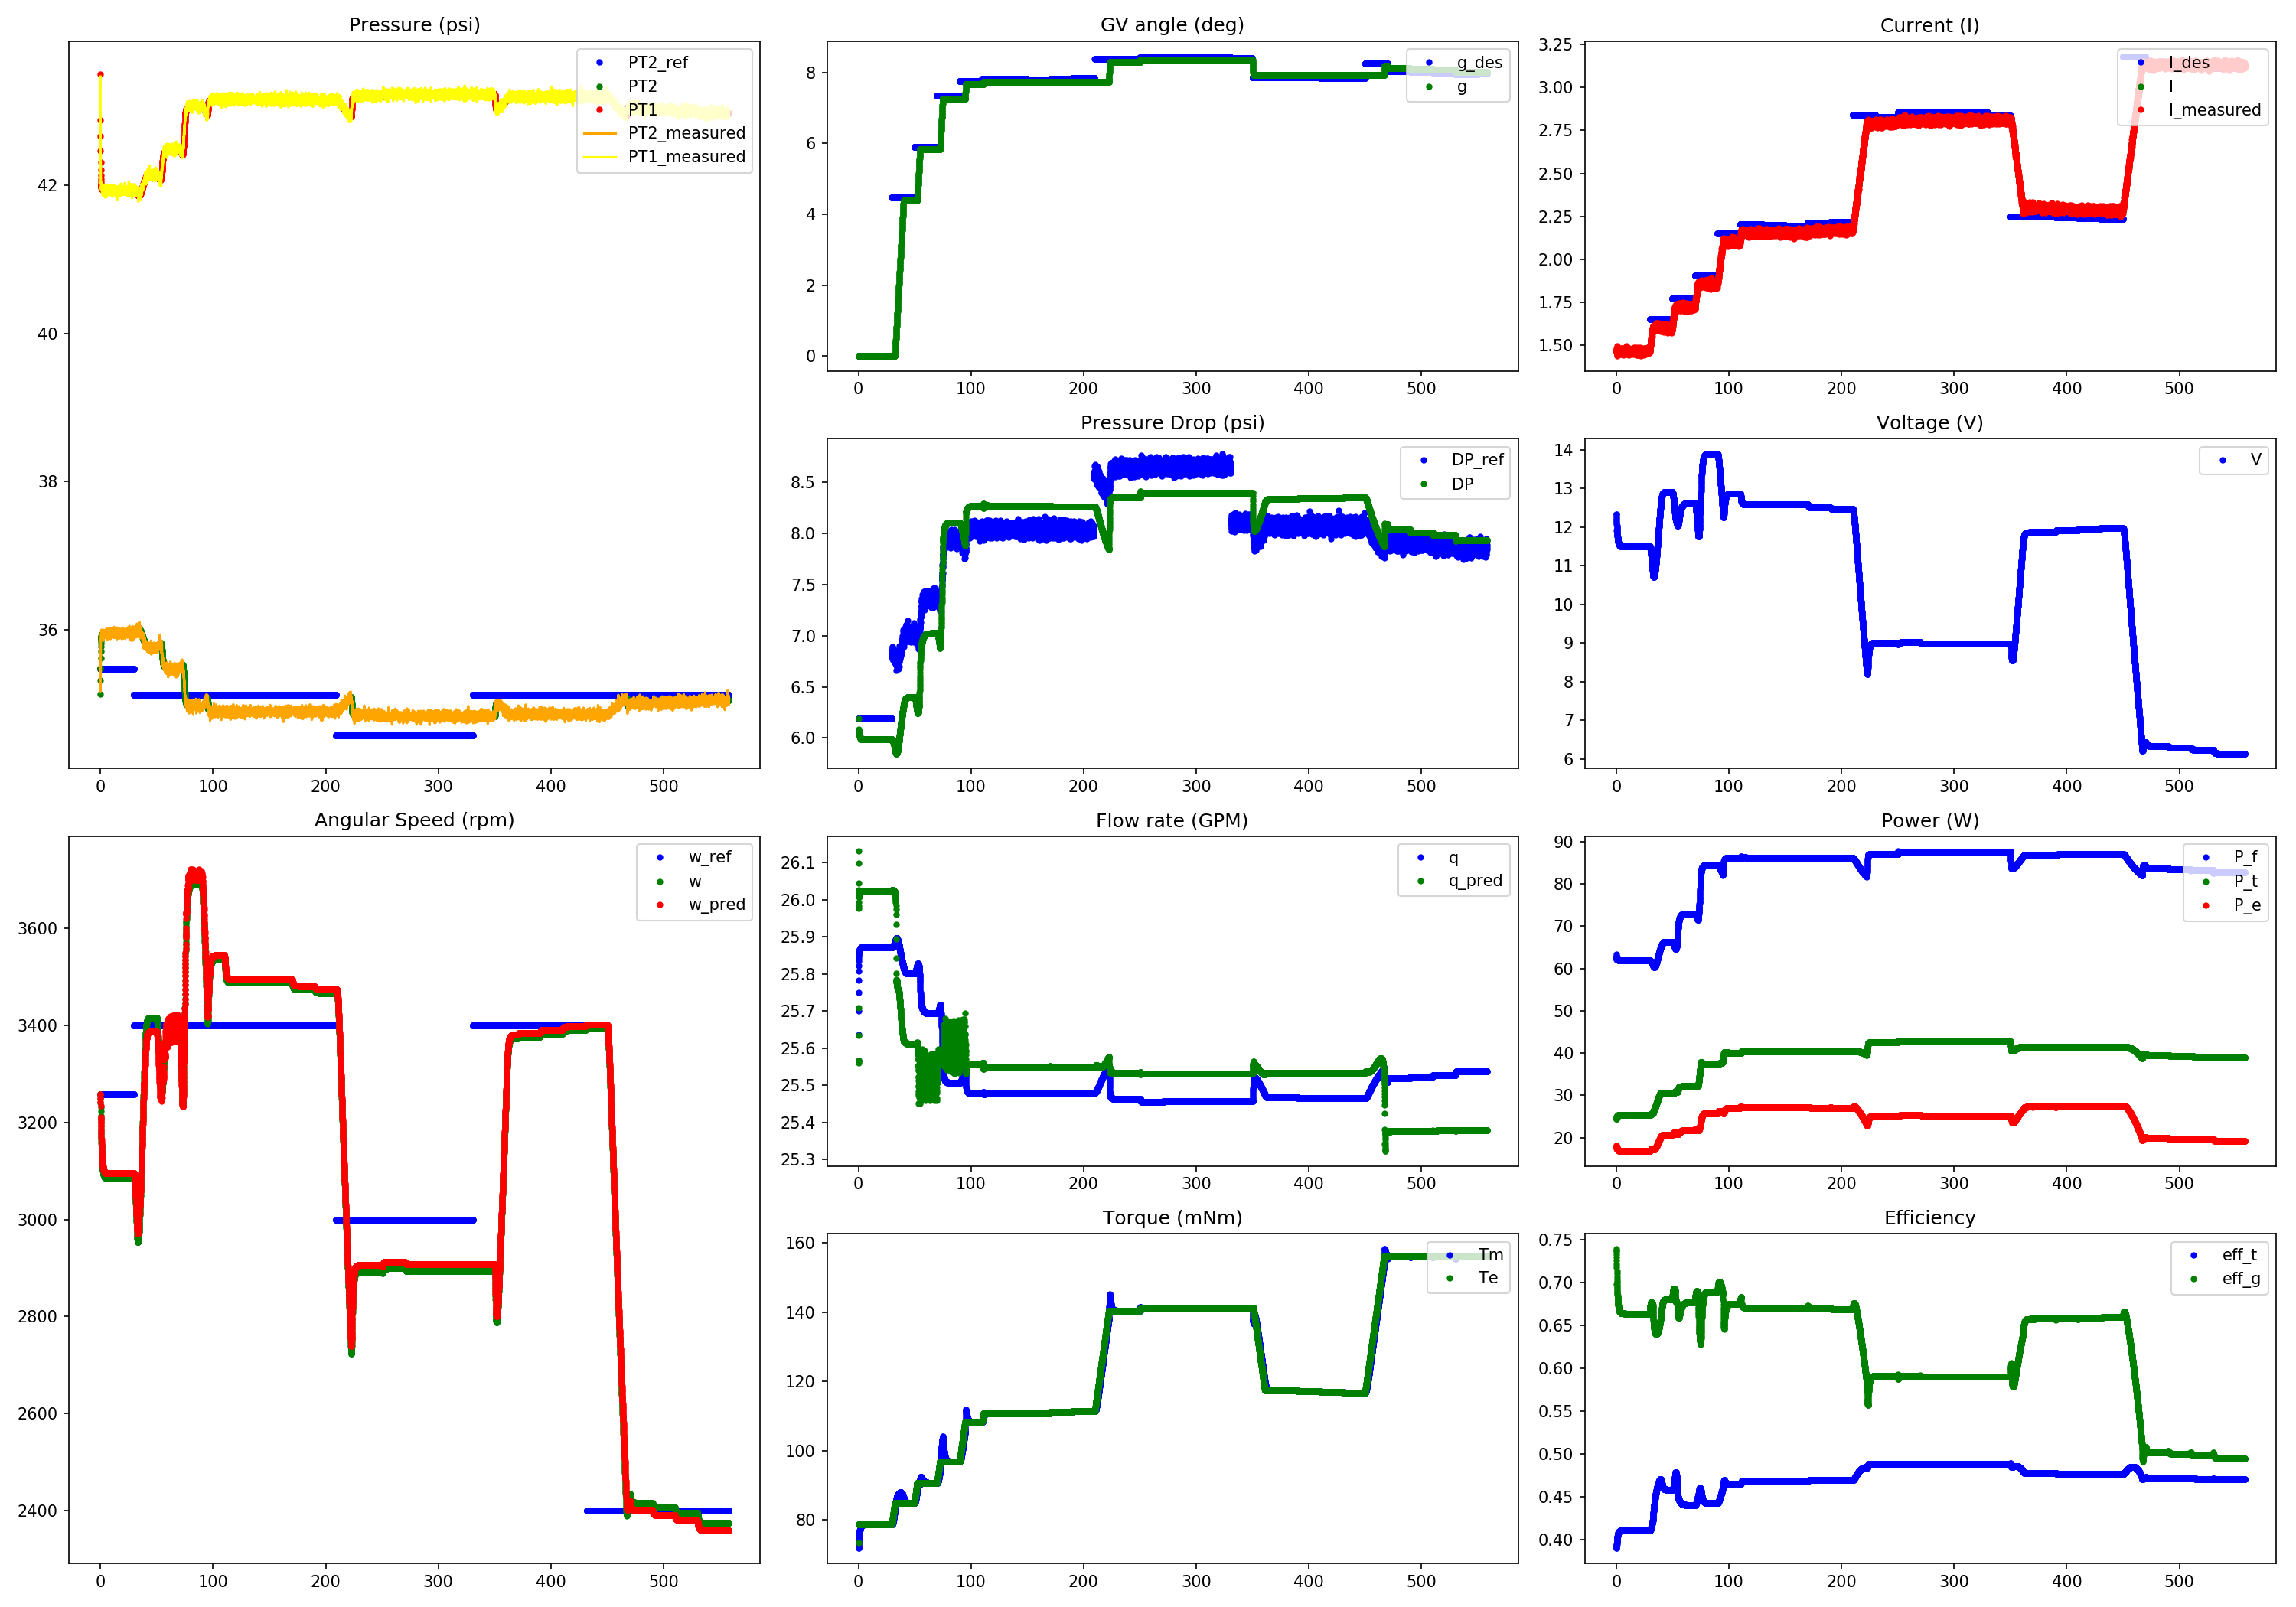 Pressure (psi)
PT2_ref
PT2
PT1
PT2_measured
PT1_measured
42
40
38
36
0 100 200 300 400 500
GV angle (deg)
g_des
g
8
6
4
2
0
0 100 200 300 400 500
Current (I)
I_des
I
I_measured
3.25
3.00
2.75
2.50
2.25
2.00
1.75
1.50
0 100 200 300 400 500
Pressure Drop (psi)
DP_ref
DP
8.5
8.0
7.5
7.0
6.5
6.0
0 100 200 300 400 500
Voltage (V)
V
14
13
12
11
10
9
8
7
6
0 100 200 300 400 500
Angular Speed (rpm)
w_ref
w
w_pred
3600
3400
3200
3000
2800
2600
2400
0 100 200 300 400 500
Flow rate (GPM)
q
q_pred
26.1
26.0
25.9
25.8
25.7
25.6
25.5
25.4
25.3
0 100 200 300 400 500
Power (W)
P_f
P_t
P_e
90
80
70
60
50
40
30
20
0 100 200 300 400 500
Torque (mNm)
Tm
Te
160
140
120
100
80
0 100 200 300 400 500
Efficiency
eff_t
eff_g
0.75
0.70
0.65
0.60
0.55
0.50
0.45
0.40
0 100 200 300 400 500